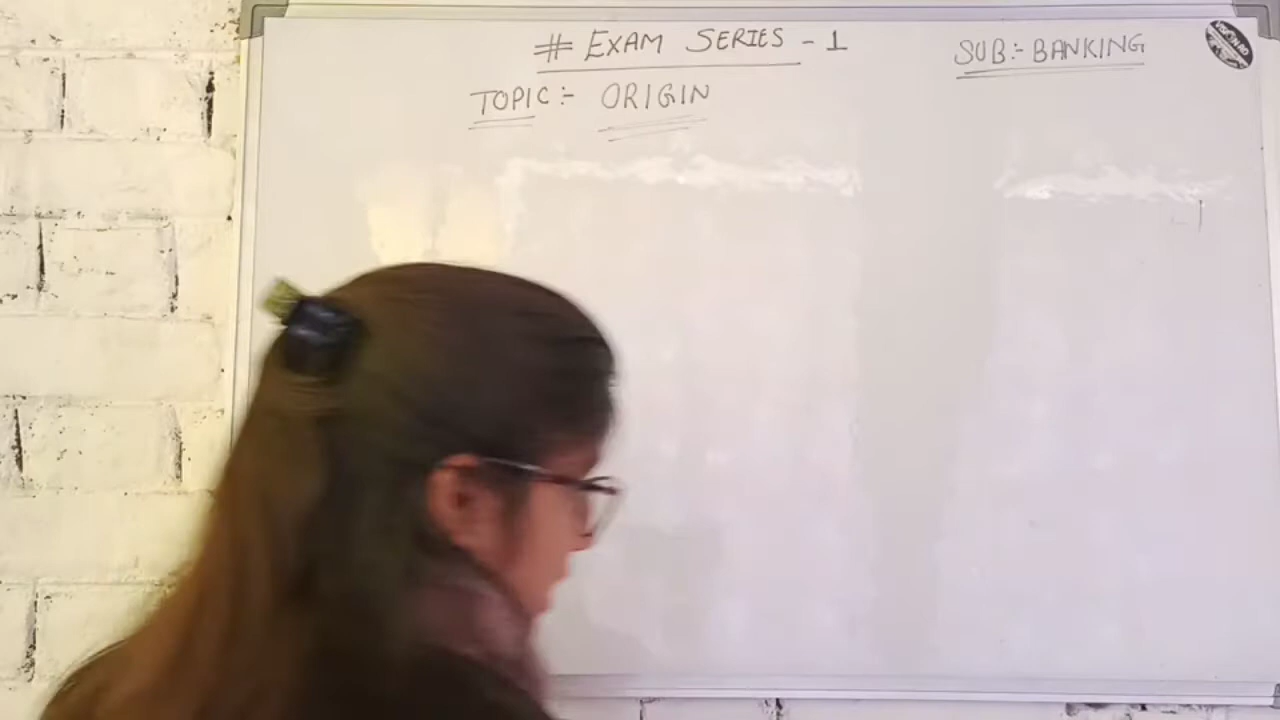 # EXAM SERIES - 1
SUB:- BANKING
TOPIC:- ORIGIN